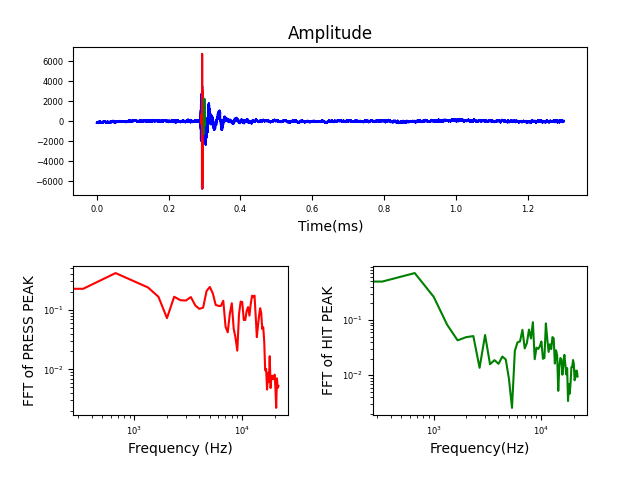 Amplitude
6000
4000
2000
0
−2000
−4000
−6000
0.0 0.2 0.4 0.6 0.8 1.0 1.2
Time(ms)
FFT of PRESS PEAK
10⁻¹
10⁻²
10³ 10⁴
Frequency (Hz)
FFT of HIT PEAK
10⁻¹
10⁻²
10³ 10⁴
Frequency(Hz)